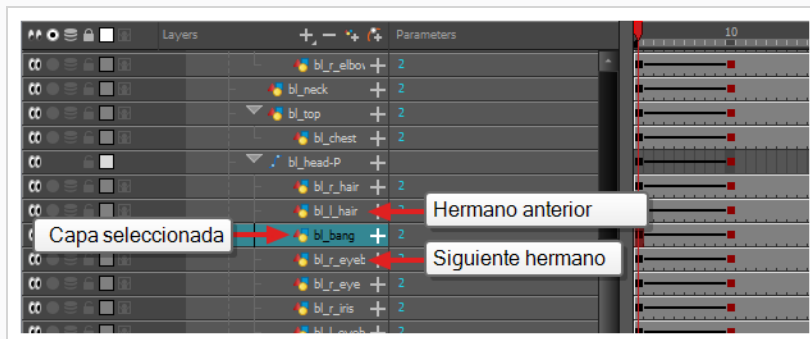 Layers Parameters 10
bl_r_elbov 2
bl_neck 2
bl_top 2
bl_chest 2
bl_head-P
bl_r_hair 2
bl_l_hair Hermano anterior
Capa seleccionada bl_bang 2
bl_r_eyeb Siguiente hermano
bl_r_eye 2
bl_r_iris 2
2